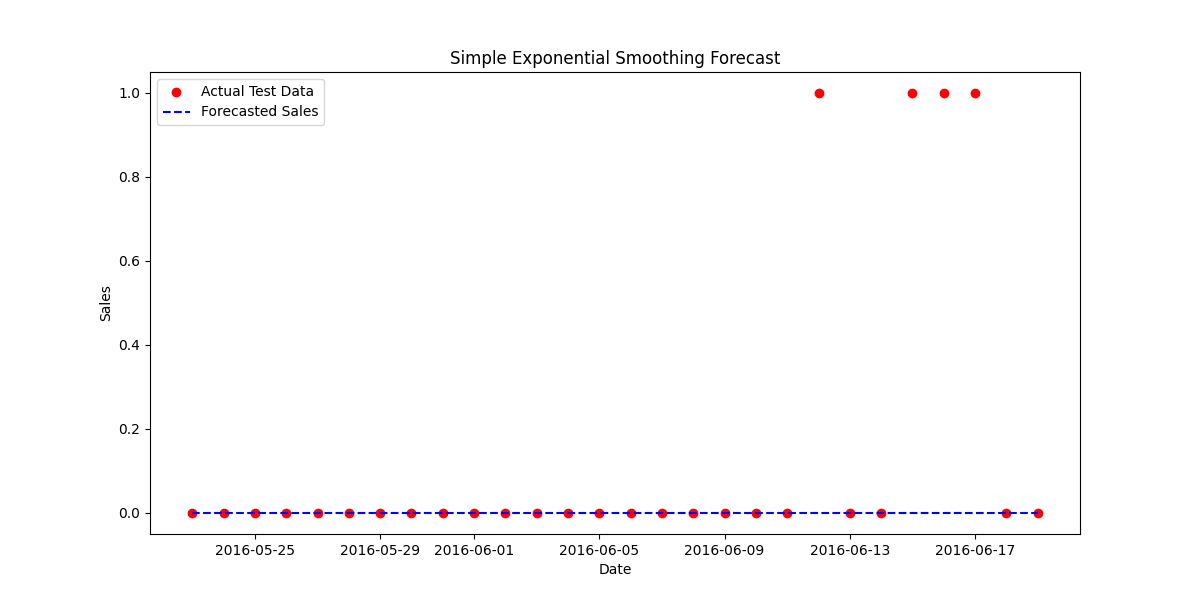 Simple Exponential Smoothing Forecast
Actual Test Data
Forecasted Sales
1.0
0.8
0.6
0.4
0.2
0.0
Sales
2016-05-25 2016-05-29 2016-06-01 2016-06-05 2016-06-09 2016-06-13 2016-06-17
Date